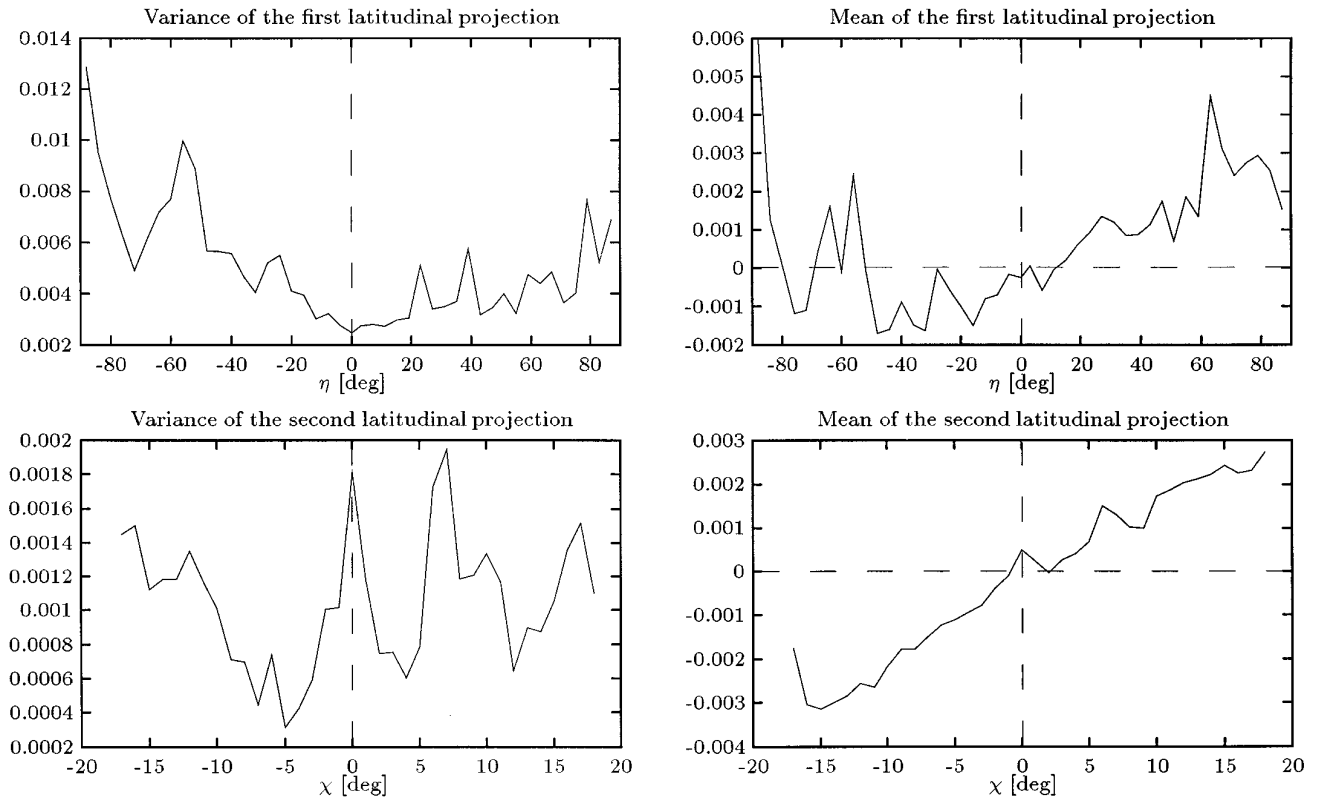 Variance of the first latitudinal projection
0.014
0.012
0.01
0.008
0.006
0.004
0.002
-80 -60 -40 -20 0 20 40 60 80
η [deg]
Mean of the first latitudinal projection
0.006
0.005
0.004
0.003
0.002
0.001
0
-0.001
-0.002
-80 -60 -40 -20 0 20 40 60 80
η [deg]
Variance of the second latitudinal projection
0.002
0.0018
0.0016
0.0014
0.0012
0.001
0.0008
0.0006
0.0004
0.0002
-20 -15 -10 -5 0 5 10 15 20
χ [deg]
Mean of the second latitudinal projection
0.003
0.002
0.001
0
-0.001
-0.002
-0.003
-0.004
-20 -15 -10 -5 0 5 10 15 20
χ [deg]